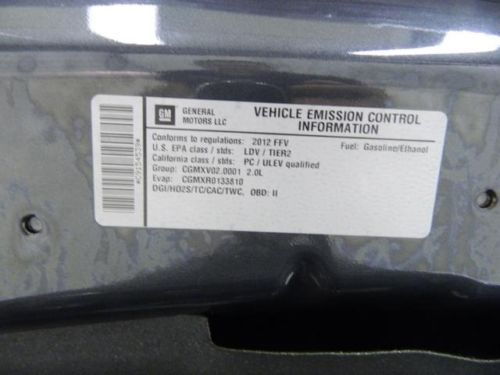 GM
GENERAL MOTORS LLC
VEHICLE EMISSION CONTROL INFORMATION
Conforms to regulations: 2012 FFV
Fuel: Gasoline/Ethanol
U.S. EPA class / stds: LDV / TIER2
California class / stds: PC / ULEV qualified
Group: CGMXV02.0001 2.0L
Evap: CGMXR0133810
DGI/HO2S/TC/CAC/TWC, OBD: II